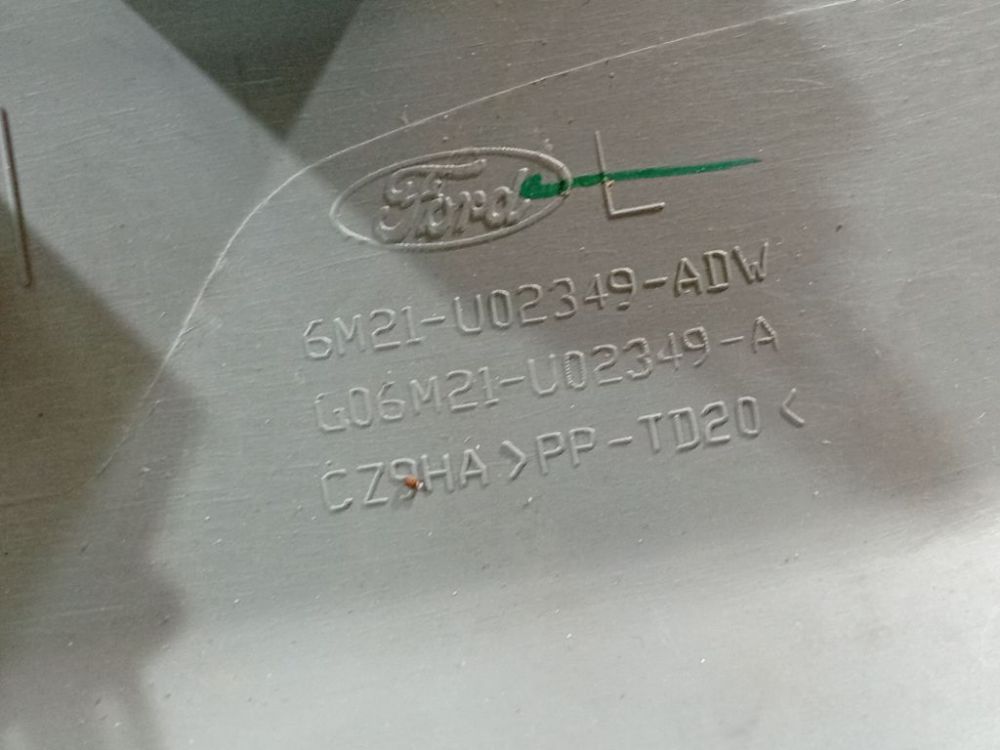 Ford L
6M21-U02349-ADW
G06M21-U02349-A
CZ9HA >PP-TD20<